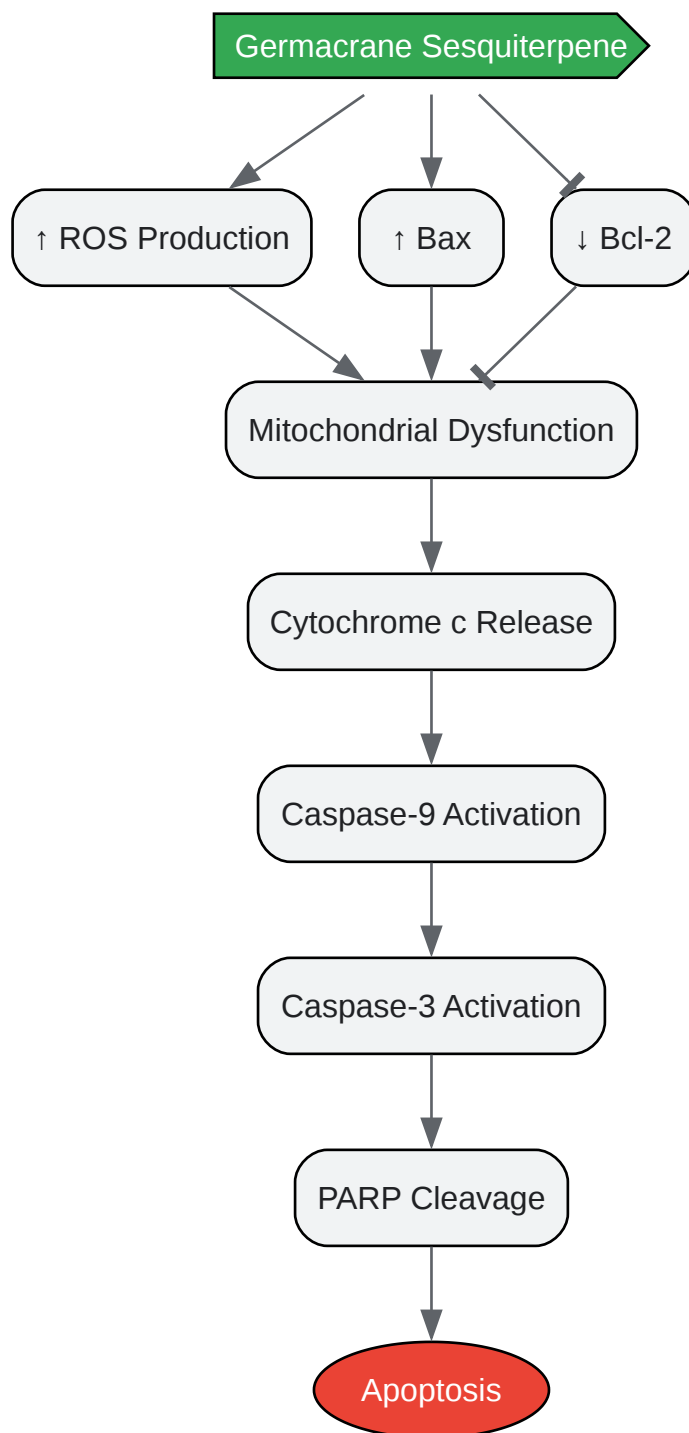 Germacrane Sesquiterpene
↑ ROS Production
↑ Bax
↓ Bcl-2
Mitochondrial Dysfunction
Cytochrome c Release
Caspase-9 Activation
Caspase-3 Activation
PARP Cleavage
Apoptosis